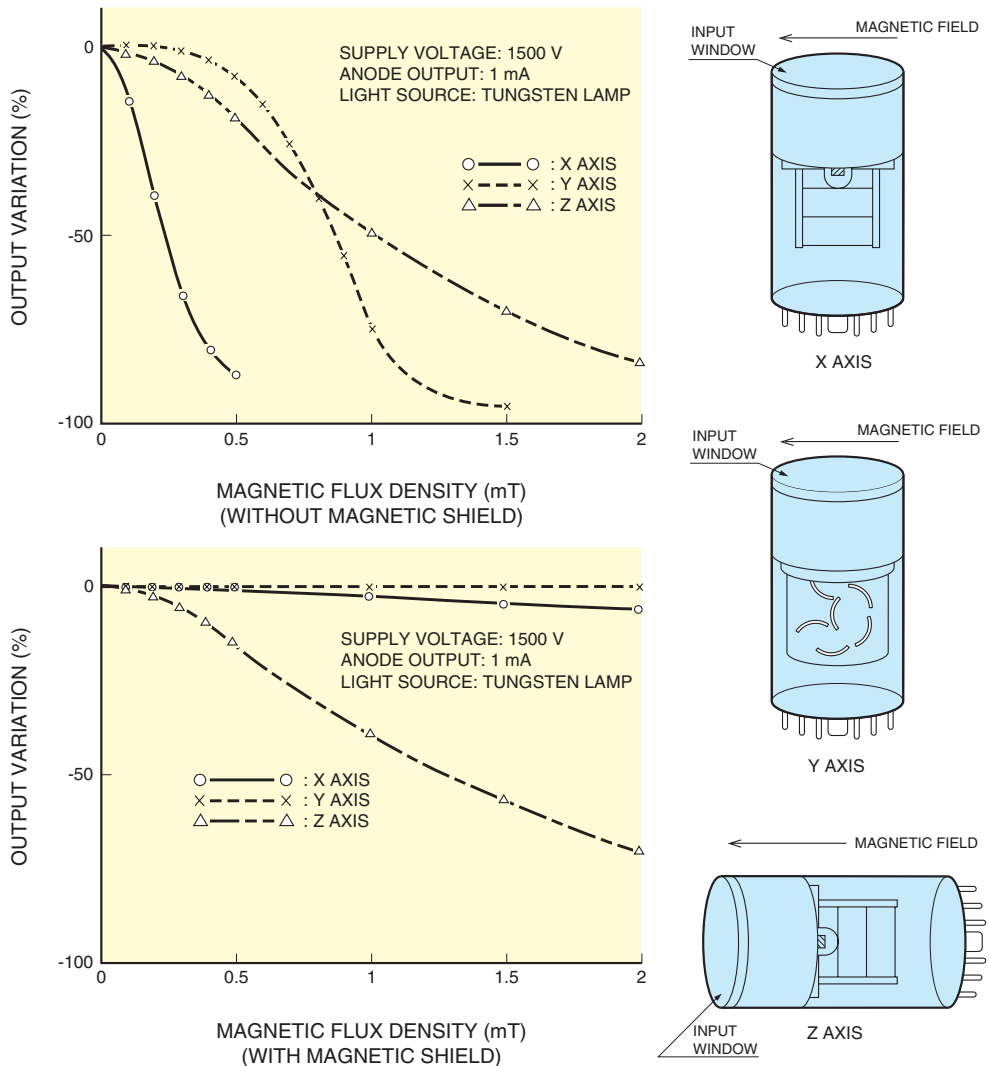 OUTPUT VARIATION (%)
0
-50
-100
0
0.5
1
1.5
2
SUPPLY VOLTAGE: 1500 V
ANODE OUTPUT: 1 mA
LIGHT SOURCE: TUNGSTEN LAMP
: X AXIS
: Y AXIS
: Z AXIS
MAGNETIC FLUX DENSITY (mT)
(WITHOUT MAGNETIC SHIELD)
INPUT
WINDOW
MAGNETIC FIELD
X AXIS
OUTPUT VARIATION (%)
0
-50
-100
0
0.5
1
1.5
2
SUPPLY VOLTAGE: 1500 V
ANODE OUTPUT: 1 mA
LIGHT SOURCE: TUNGSTEN LAMP
: X AXIS
: Y AXIS
: Z AXIS
MAGNETIC FLUX DENSITY (mT)
(WITH MAGNETIC SHIELD)
MAGNETIC FIELD
INPUT
WINDOW
Y AXIS
MAGNETIC FIELD
INPUT
WINDOW
Z AXIS